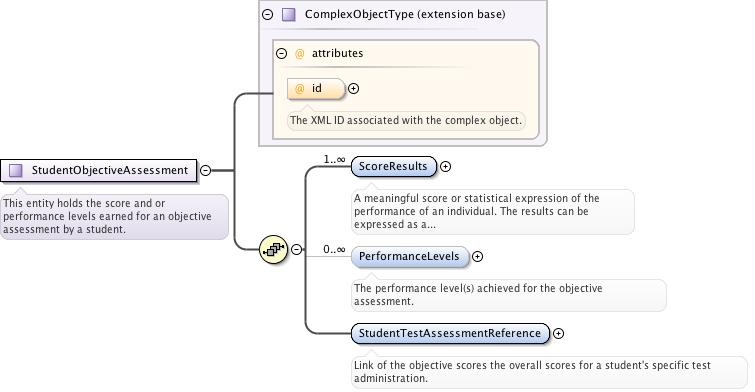 ComplexObjectType (extension base)
@ attributes
@ id
The XML ID associated with the complex object.
StudentObjectiveAssessment
This entity holds the score and or
performance levels earned for an objective
assessment by a student.
1..∞
ScoreResults
A meaningful score or statistical expression of the
performance of an individual. The results can be
expressed as a...
0..∞
PerformanceLevels
The performance level(s) achieved for the objective
assessment.
StudentTestAssessmentReference
Link of the objective scores the overall scores for a student's specific test
administration.